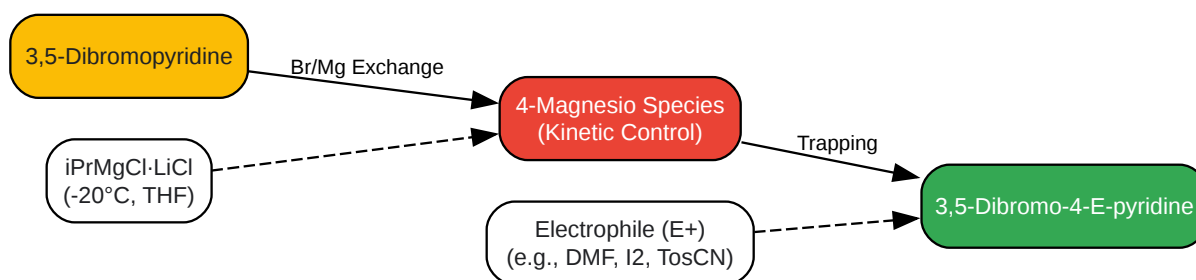 3,5-Dibromopyridine
Br/Mg Exchange
4-Magnesio Species
(Kinetic Control)
iPrMgCl·LiCl
(-20°C, THF)
Trapping
3,5-Dibromo-4-E-pyridine
Electrophile (E+)
(e.g., DMF, I2, TosCN)